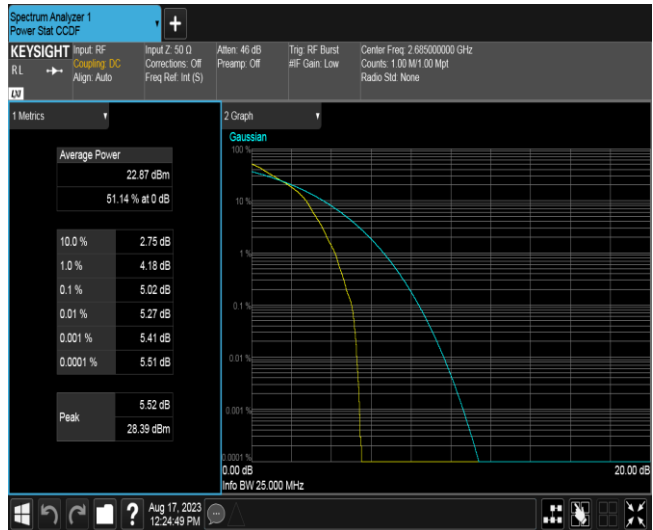 Spectrum Analyzer 1
Power Stat CCDF
+
KEYSIGHT
RL
LXI
Input: RF
Coupling: DC
Align: Auto
Input Z: 50 Ω
Corrections: Off
Freq Ref: Int (S)
Atten: 46 dB
Preamp: Off
Trig: RF Burst
#IF Gain: Low
Center Freq: 2.685000000 GHz
Counts: 1.00 M/1.00 Mpt
Radio Std: None
1 Metrics
Average Power
22.87 dBm
51.14 % at 0 dB
10.0 % 2.75 dB
1.0 % 4.18 dB
0.1 % 5.02 dB
0.01 % 5.27 dB
0.001 % 5.41 dB
0.0001 % 5.51 dB
Peak
5.52 dB
28.39 dBm
2 Graph
Gaussian
100 %
10 %
1 %
0.1 %
0.01 %
0.001 %
0.0001 %
0.00 dB
20.00 dB
Info BW 25.000 MHz
?
Aug 17, 2023
12:24:49 PM